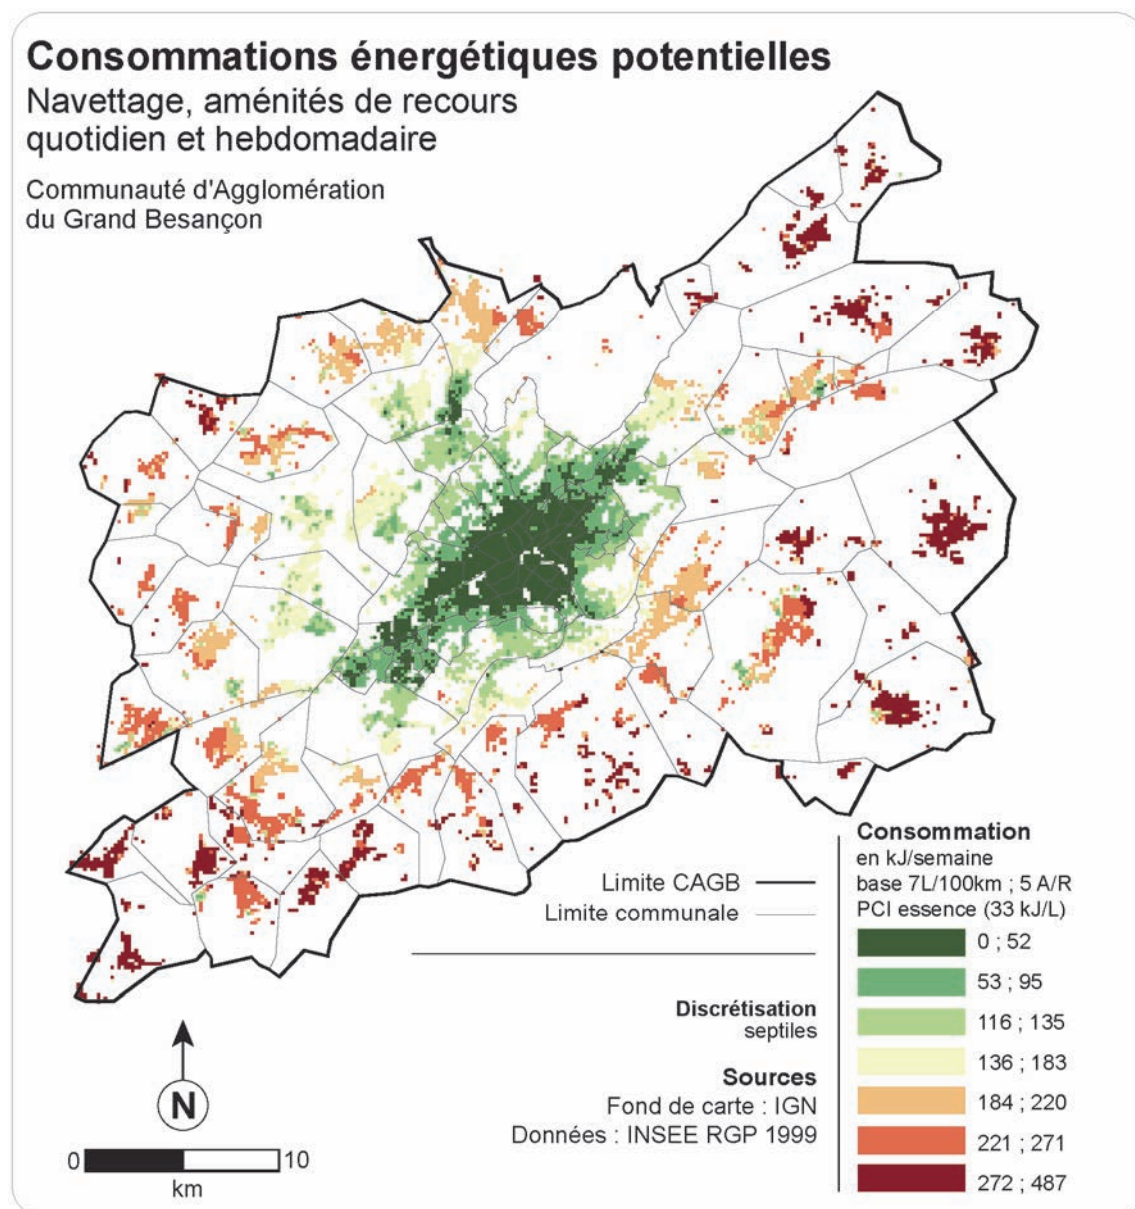 Consommations énergétiques potentielles
Navettage, aménités de recours
quotidien et hebdomadaire
Communauté d'Agglomération
du Grand Besançon
Consommation
en kJ/semaine
base 7L/100km ; 5 A/R
PCI essence (33 kJ/L)
0 ; 52
53 ; 95
116 ; 135
136 ; 183
184 ; 220
221 ; 271
272 ; 487
Limite CAGB
Limite communale
Discrétisation
septiles
Sources
Fond de carte : IGN
Données : INSEE RGP 1999
N
0 10
km